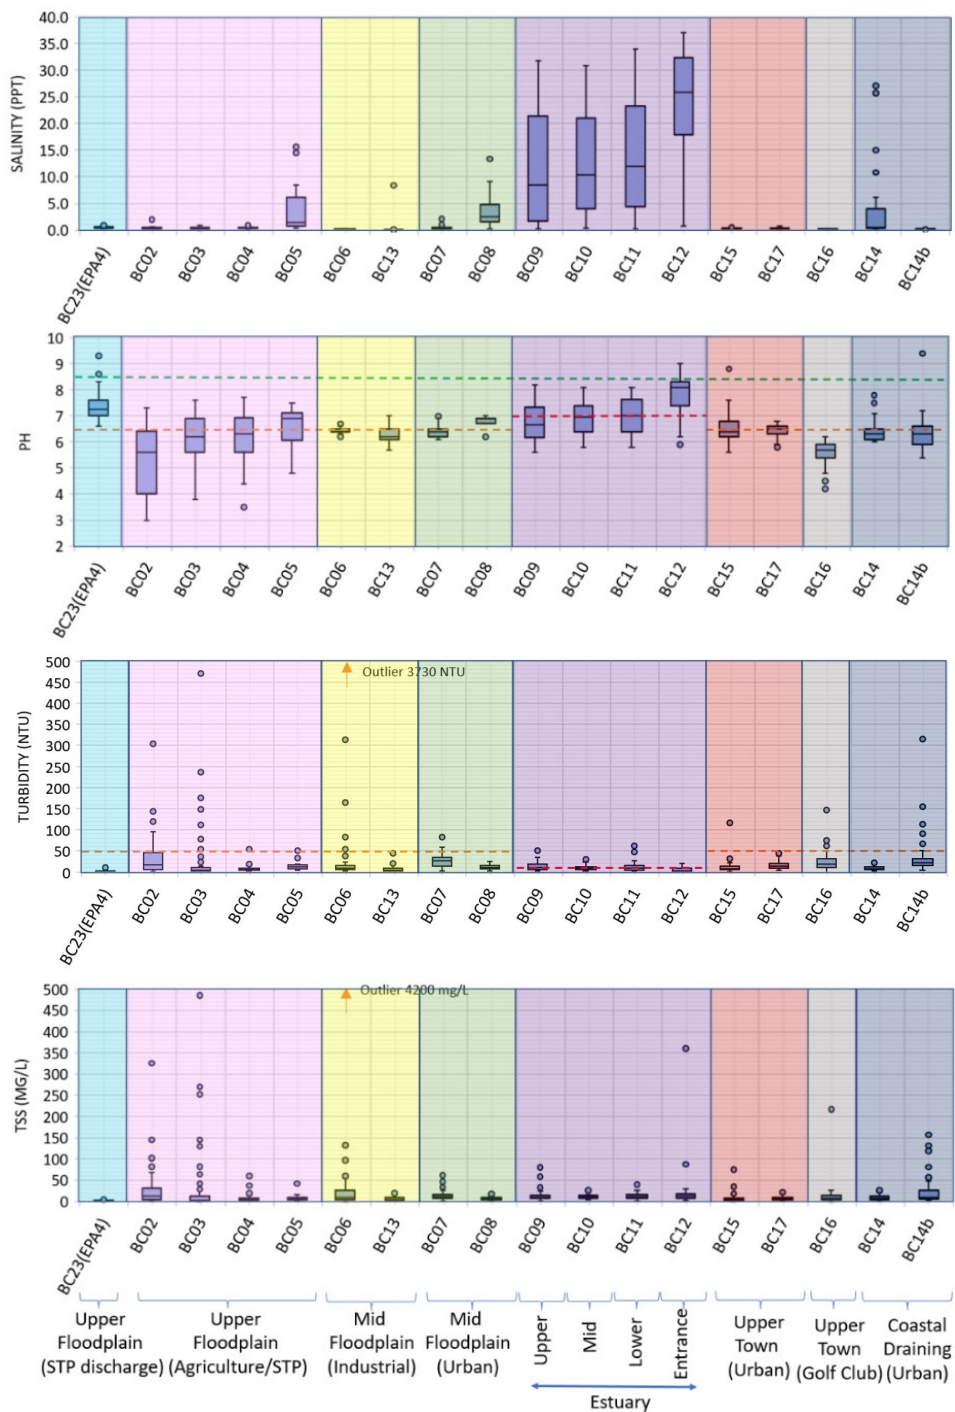 40.0
35.0
30.0
25.0
20.0
15.0
10.0
5.0
0.0
SALINITY (PPT)
BC23(EPA4) BC02 BC03 BC04 BC05 BC06 BC13 BC07 BC08 BC09 BC10 BC11 BC12 BC15 BC17 BC16 BC14 BC14b
10
9
8
7
6
5
4
3
2
PH
BC23(EPA4) BC02 BC03 BC04 BC05 BC06 BC13 BC07 BC08 BC09 BC10 BC11 BC12 BC15 BC17 BC16 BC14 BC14b
500
450
400
350
300
250
200
150
100
50
0
TURBIDITY (NTU)
Outlier 3730 NTU
BC23(EPA4) BC02 BC03 BC04 BC05 BC06 BC13 BC07 BC08 BC09 BC10 BC11 BC12 BC15 BC17 BC16 BC14 BC14b
500
450
400
350
300
250
200
150
100
50
0
TSS (MG/L)
Outlier 4200 mg/L
BC23(EPA4) BC02 BC03 BC04 BC05 BC06 BC13 BC07 BC08 BC09 BC10 BC11 BC12 BC15 BC17 BC16 BC14 BC14b
Upper
Floodplain
(STP discharge)
Upper
Floodplain
(Agriculture/STP)
Mid
Floodplain
(Industrial)
Mid
Floodplain
(Urban)
Upper
Mid
Lower
Entrance
Estuary
Upper
Town
(Urban)
Upper
Town
(Golf Club)
Coastal
Draining
(Urban)